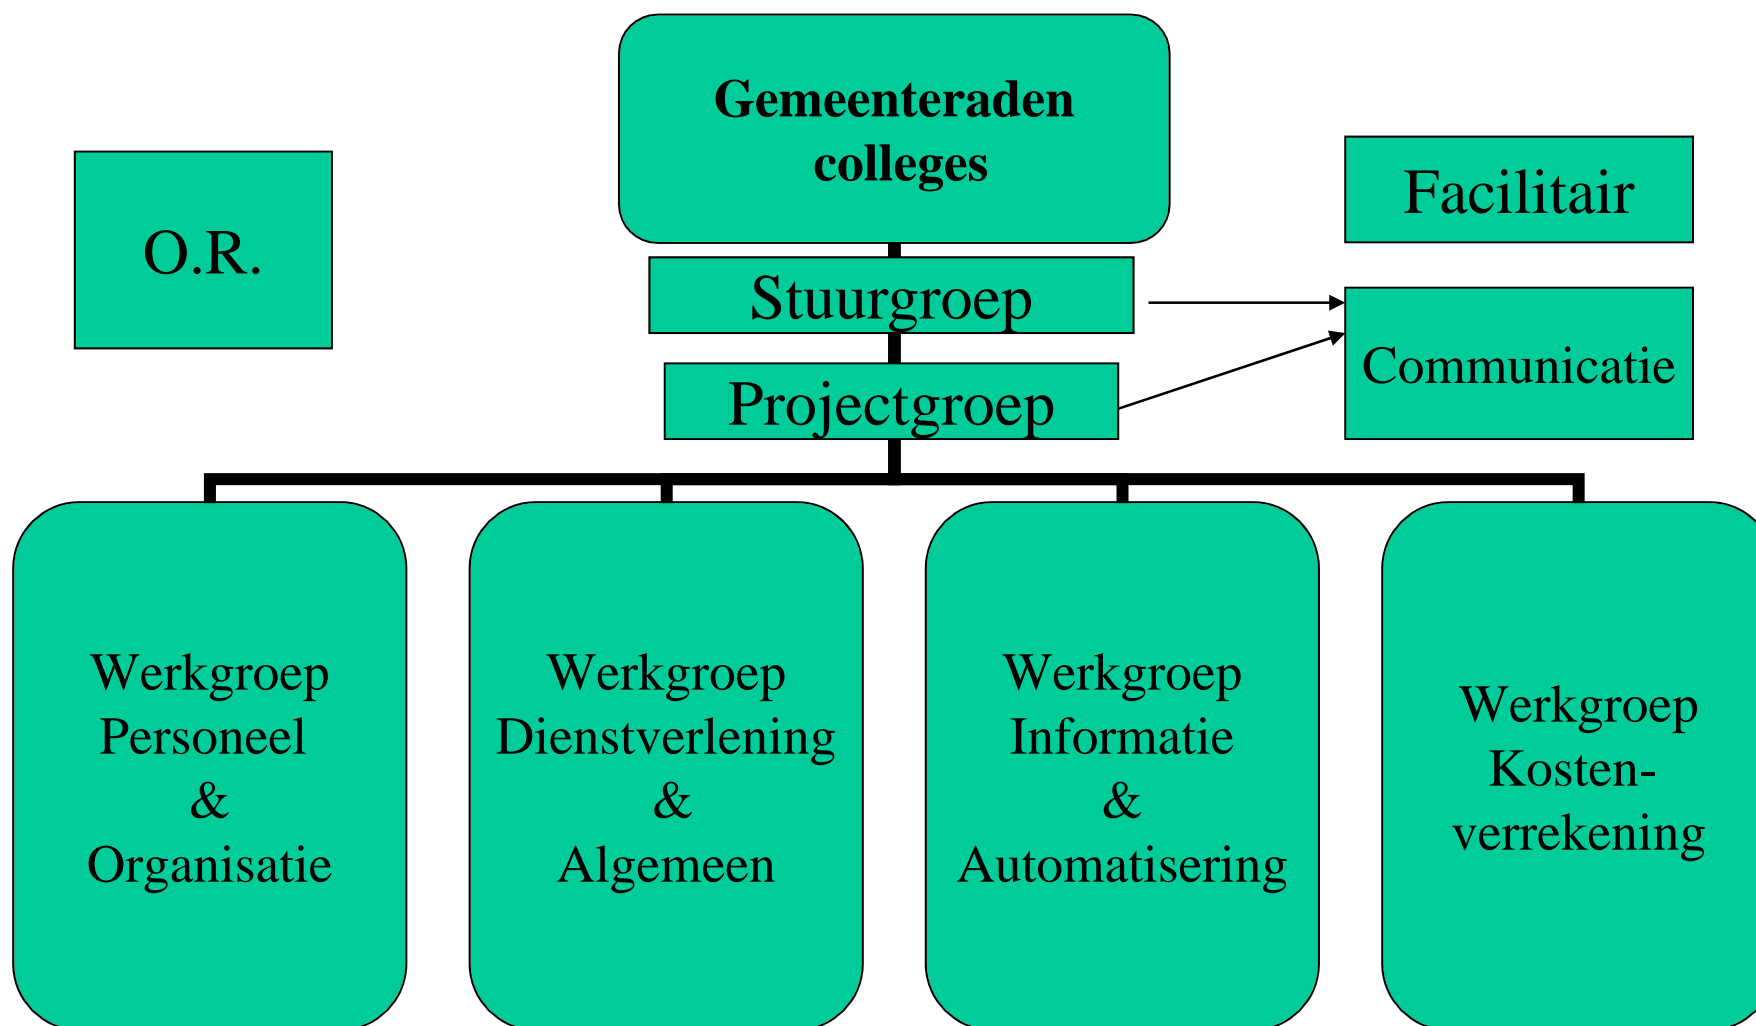 Gemeenteraden
colleges
O.R.
Facilitair
Stuurgroep
Communicatie
Projectgroep
Werkgroep
Personeel
&
Organisatie
Werkgroep
Dienstverlening
&
Algemeen
Werkgroep
Informatie
&
Automatisering
Werkgroep
Kosten-
verrekening